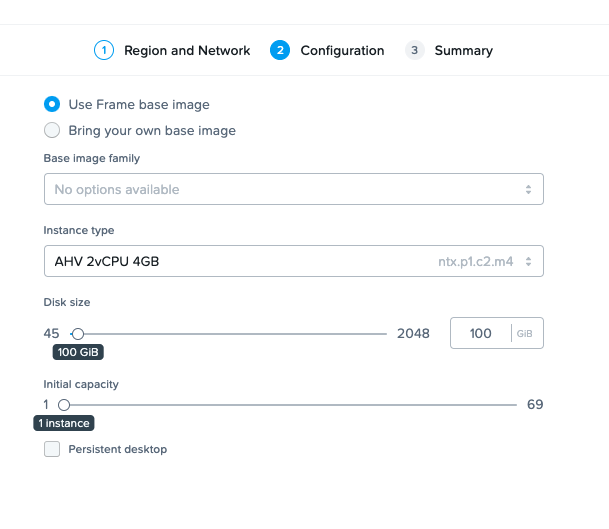 1 Region and Network 2 Configuration 3 Summary
Use Frame base image
Bring your own base image
Base image family
No options available
Instance type
AHV 2vCPU 4GB ntx.p1.c2.m4
Disk size
45 2048 100 GiB
100 GiB
Initial capacity
1 69
1 instance
Persistent desktop